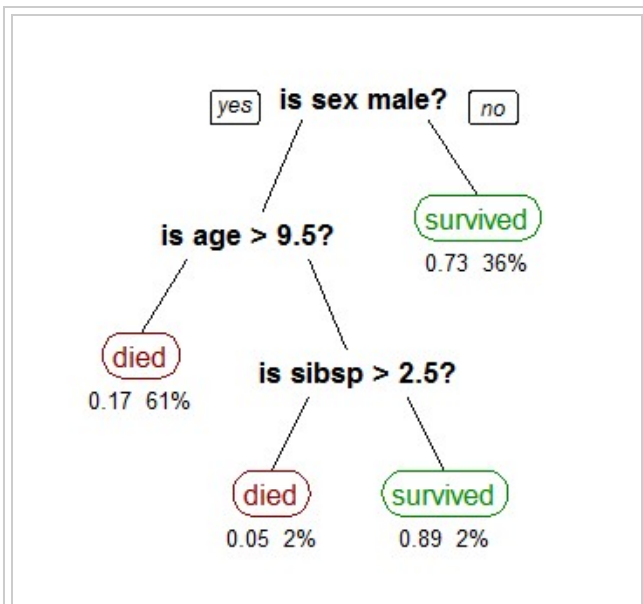 yes is sex male? no
survived
0.73 36%
is age > 9.5?
died
0.17 61%
is sibsp > 2.5?
died survived
0.05 2% 0.89 2%